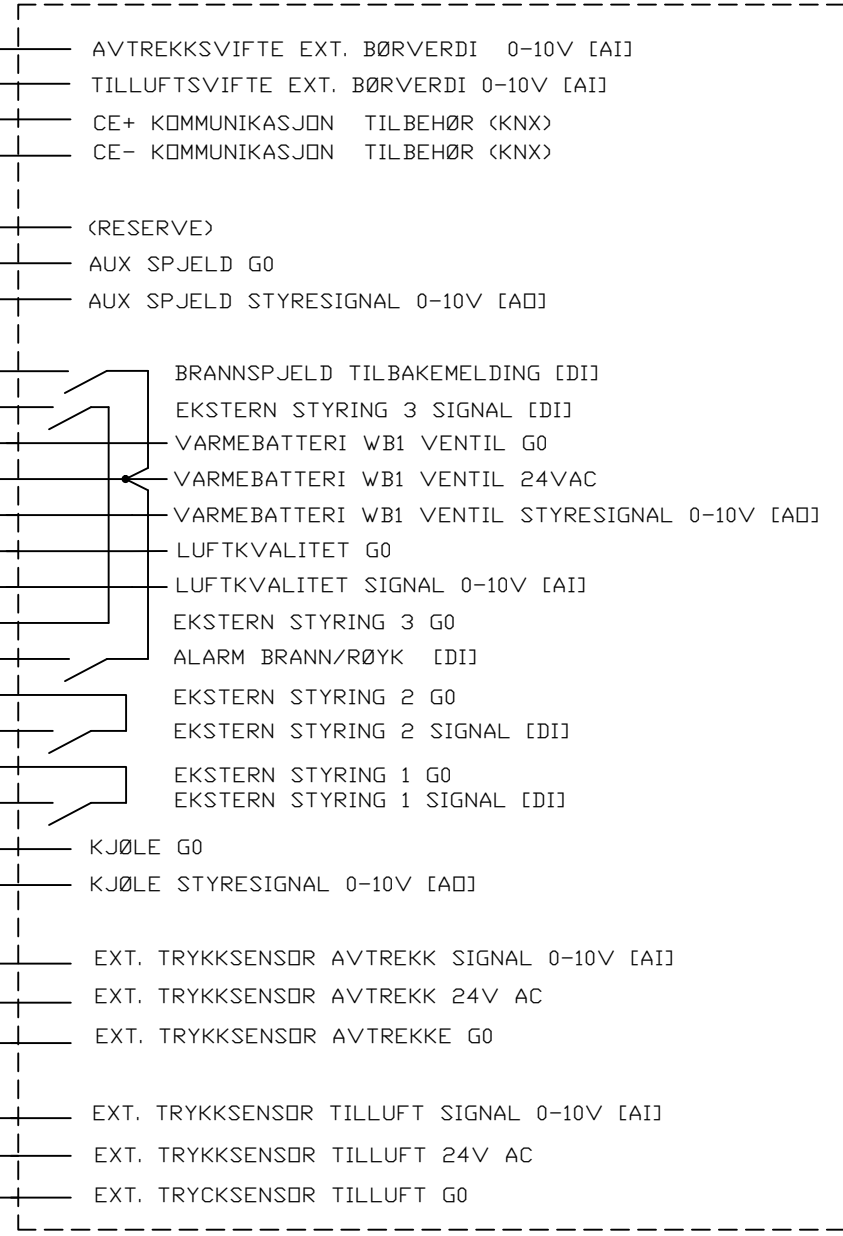 AVTREKKSVIFTE EXT. BØRVERDI 0-10V [AI]
TILLUFTSVIFTE EXT. BØRVERDI 0-10V [AI]
CE+ KOMMUNIKASJON TILBEHØR (KNX)
CE- KOMMUNIKASJON TILBEHØR (KNX)
(RESERVE)
AUX SPJELD G0
AUX SPJELD STYRESIGNAL 0-10V [AO]
BRANNSPJELD TILBAKEMELDING [DI]
EKSTERN STYRING 3 SIGNAL [DI]
VARMEBATTERI WB1 VENTIL G0
VARMEBATTERI WB1 VENTIL 24VAC
VARMEBATTERI WB1 VENTIL STYRESIGNAL 0-10V [AO]
LUFTKVALITET G0
LUFTKVALITET SIGNAL 0-10V [AI]
EKSTERN STYRING 3 G0
ALARM BRANN/RØYK [DI]
EKSTERN STYRING 2 G0
EKSTERN STYRING 2 SIGNAL [DI]
EKSTERN STYRING 1 G0
EKSTERN STYRING 1 SIGNAL [DI]
KJØLE G0
KJØLE STYRESIGNAL 0-10V [AO]
EXT. TRYKKSENSOR AVTREKK SIGNAL 0-10V [AI]
EXT. TRYKKSENSOR AVTREKK 24V AC
EXT. TRYKKSENSOR AVTREKKE G0
EXT. TRYKKSENSOR TILLUFT SIGNAL 0-10V [AI]
EXT. TRYKKSENSOR TILLUFT 24V AC
EXT. TRYCKSENSOR TILLUFT G0